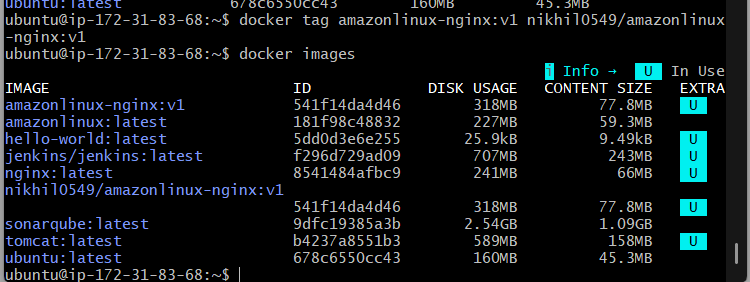 ubuntu:latest 678c6550cc43 160MB 45.3MB
ubuntu@ip-172-31-83-68:~$ docker tag amazonlinux-nginx:v1 nikhil0549/amazonlinux
-nginx:v1
ubuntu@ip-172-31-83-68:~$ docker images
i Info → U In Use
IMAGE ID DISK USAGE CONTENT SIZE EXTRA
amazonlinux-nginx:v1 541f14da4d46 318MB 77.8MB U
amazonlinux:latest 181f98c48832 227MB 59.3MB
hello-world:latest 5dd0d3e6e255 25.9kB 9.49kB U
jenkins/jenkins:latest f296d729ad09 707MB 243MB U
nginx:latest 8541484afbc9 241MB 66MB U
nikhil0549/amazonlinux-nginx:v1
541f14da4d46 318MB 77.8MB U
sonarqube:latest 9dfc19385a3b 2.54GB 1.09GB
tomcat:latest b4237a8551b3 589MB 158MB U
ubuntu:latest 678c6550cc43 160MB 45.3MB
ubuntu@ip-172-31-83-68:~$